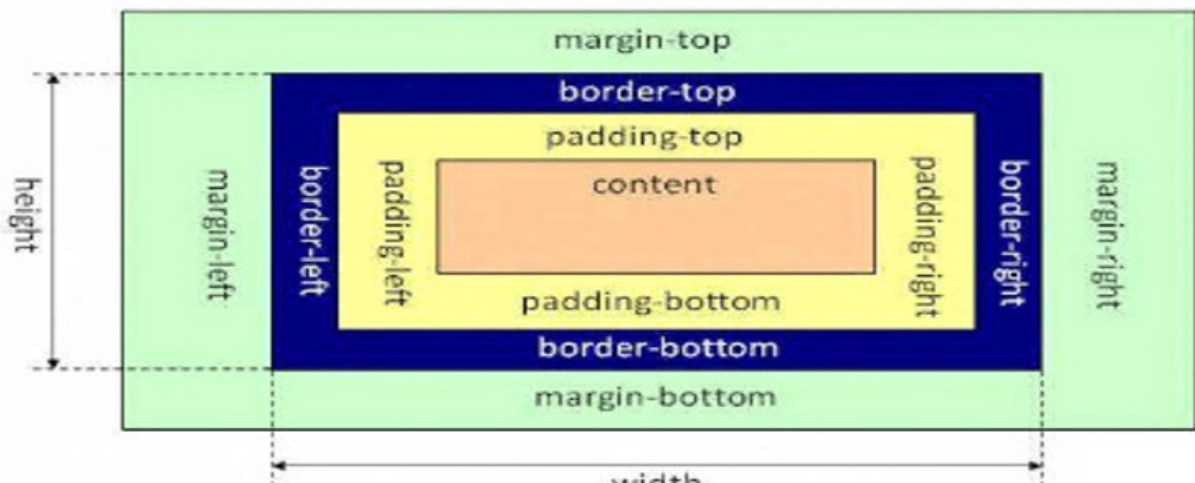 margin-top
border-top
padding-top
content
height
margin-left
border-left
padding-left
padding-right
border-right
margin-right
padding-bottom
border-bottom
margin-bottom
width